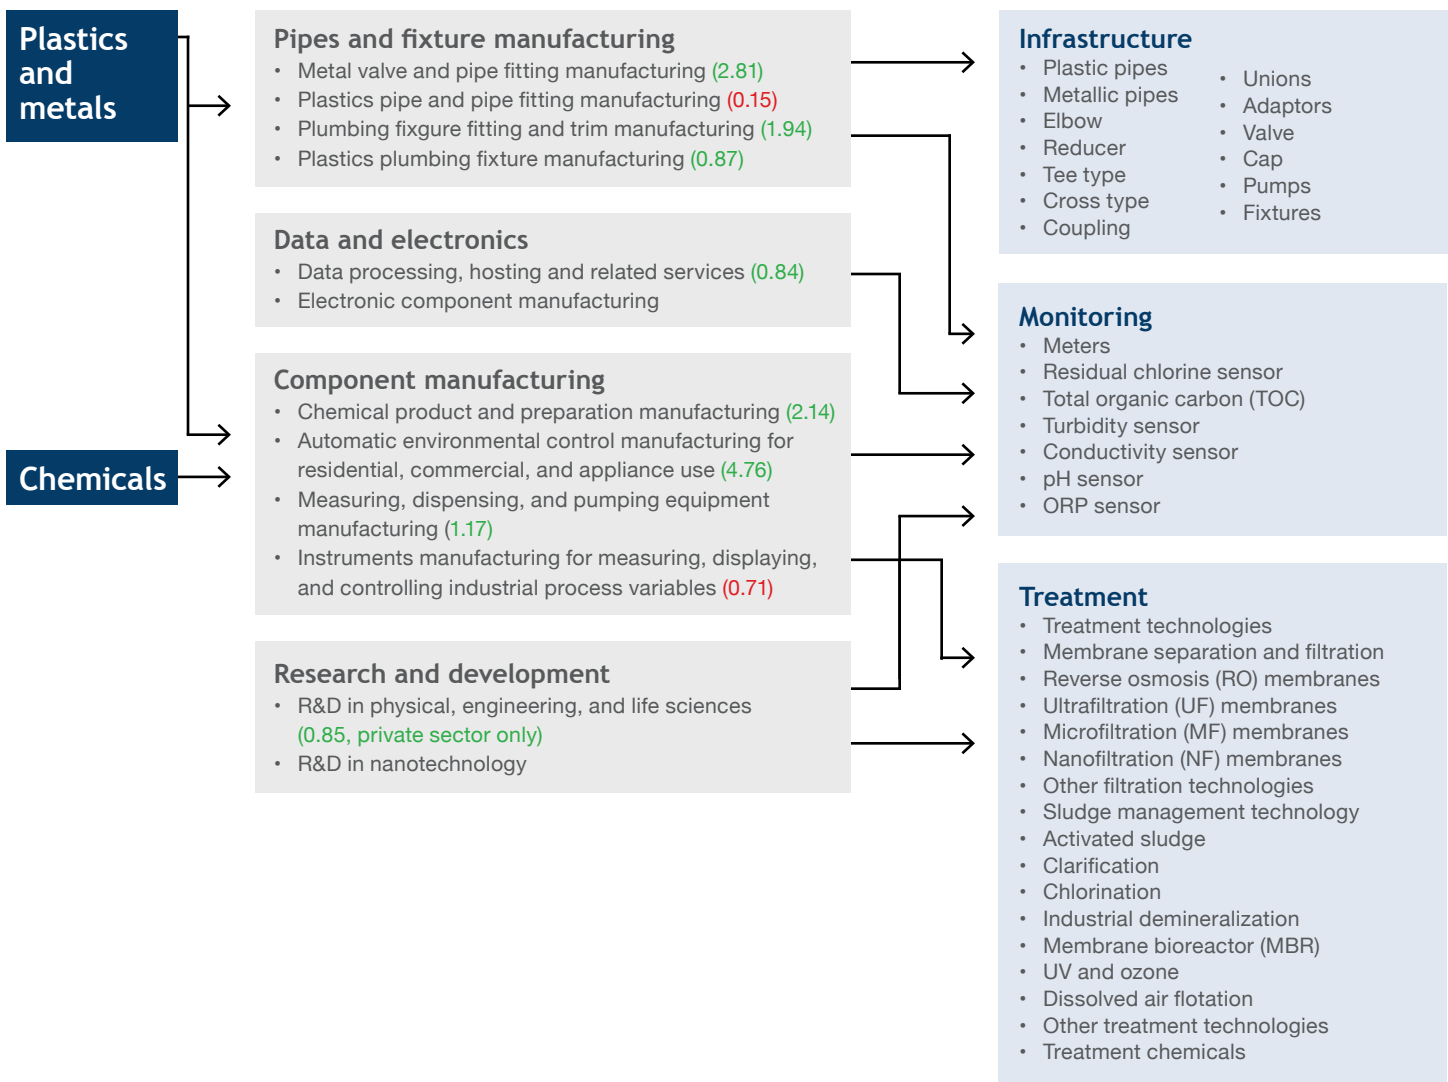 Plastics
and
metals
Chemicals
Pipes and fixture manufacturing
• Metal valve and pipe fitting manufacturing (2.81)
• Plastics pipe and pipe fitting manufacturing (0.15)
• Plumbing fixgure fitting and trim manufacturing (1.94)
• Plastics plumbing fixture manufacturing (0.87)
Data and electronics
• Data processing, hosting and related services (0.84)
• Electronic component manufacturing
Component manufacturing
• Chemical product and preparation manufacturing (2.14)
• Automatic environmental control manufacturing for
residential, commercial, and appliance use (4.76)
• Measuring, dispensing, and pumping equipment
manufacturing (1.17)
• Instruments manufacturing for measuring, displaying,
and controlling industrial process variables (0.71)
Research and development
• R&D in physical, engineering, and life sciences
(0.85, private sector only)
• R&D in nanotechnology
Infrastructure
• Plastic pipes
• Metallic pipes
• Elbow
• Reducer
• Tee type
• Cross type
• Coupling
• Unions
• Adaptors
• Valve
• Cap
• Pumps
• Fixtures
Monitoring
• Meters
• Residual chlorine sensor
• Total organic carbon (TOC)
• Turbidity sensor
• Conductivity sensor
• pH sensor
• ORP sensor
Treatment
• Treatment technologies
• Membrane separation and filtration
• Reverse osmosis (RO) membranes
• Ultrafiltration (UF) membranes
• Microfiltration (MF) membranes
• Nanofiltration (NF) membranes
• Other filtration technologies
• Sludge management technology
• Activated sludge
• Clarification
• Chlorination
• Industrial demineralization
• Membrane bioreactor (MBR)
• UV and ozone
• Dissolved air flotation
• Other treatment technologies
• Treatment chemicals